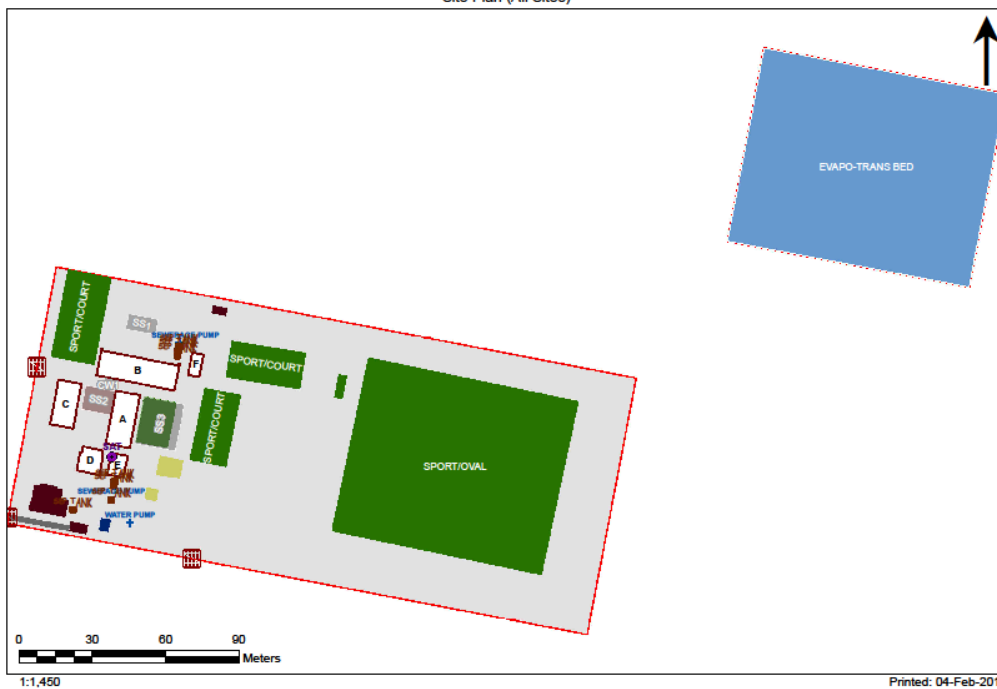 Site Plan (All Sites)
EVAPO-TRANS BED
SPORT/COURT
SS1
SEWERAGE PUMP
B
F
SPORT/COURT
CW1
SS2
C
A
SS3
SPORT/COURT
SAT
D
E
SPORT/OVAL
SEWERAGE PUMP
WATER PUMP
0 30 60 90
Meters
1:1,450
Printed: 04-Feb-201